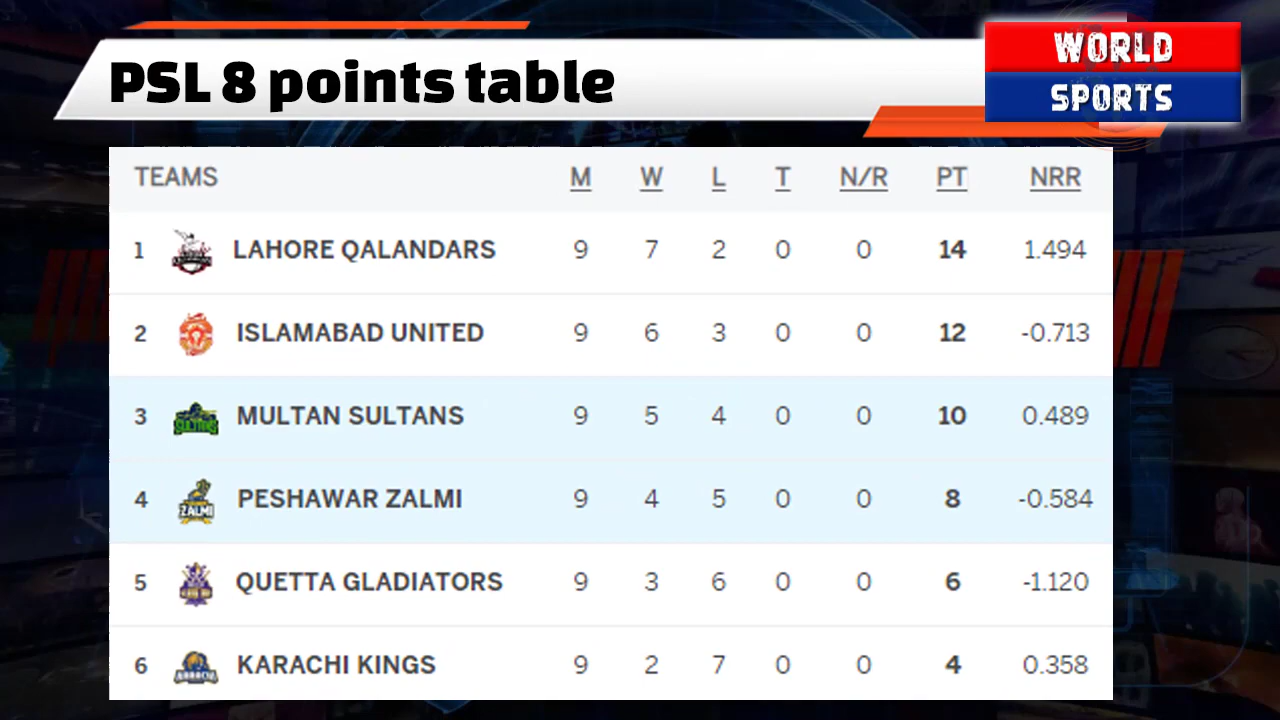 PSL 8 points table
WORLD
SPORTS
TEAMS M W L T N/R PT NRR
1 LAHORE QALANDARS 9 7 2 0 0 14 1.494
2 ISLAMABAD UNITED 9 6 3 0 0 12 -0.713
3 SULTANS MULTAN SULTANS 9 5 4 0 0 10 0.489
4 ZALMI PESHAWAR ZALMI 9 4 5 0 0 8 -0.584
5 QUETTA GLADIATORS 9 3 6 0 0 6 -1.120
6 KARACHI KINGS 9 2 7 0 0 4 0.358